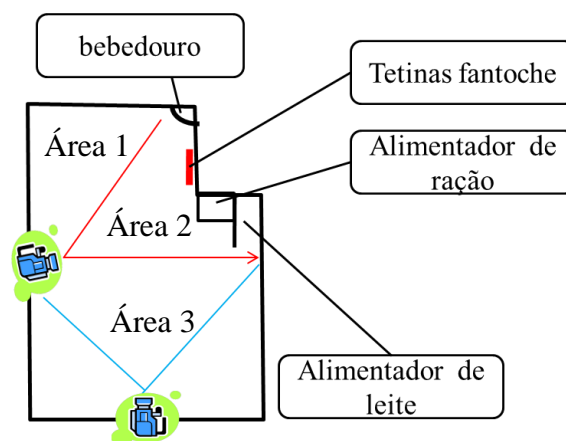 bebedouro
Tetinas fantoche
Área 1
Alimentador de
ração
Área 2
Área 3
Alimentador de
leite